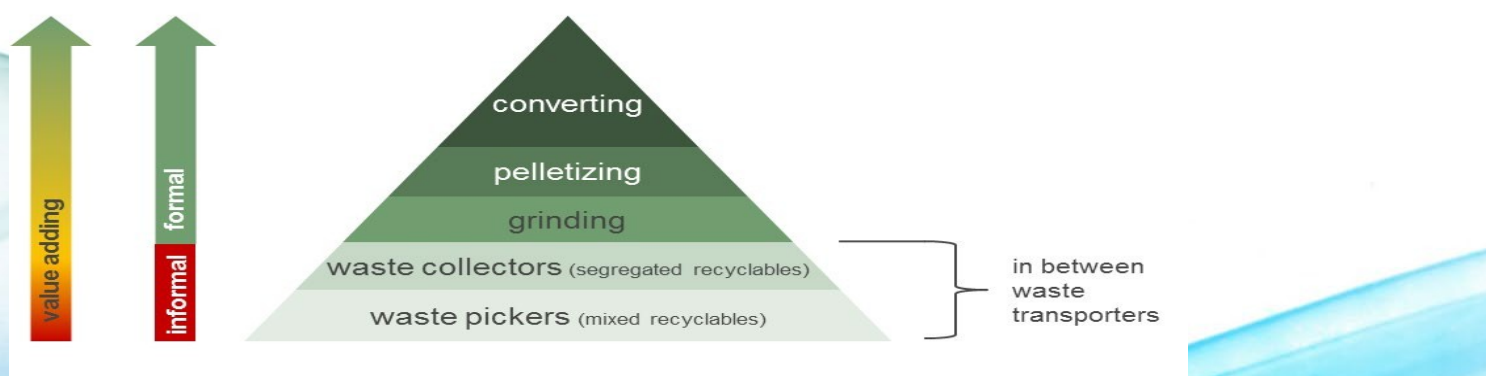 value adding
formal
informal
converting
pelletizing
grinding
waste collectors (segregated recyclables)
waste pickers (mixed recyclables)
in between
waste
transporters